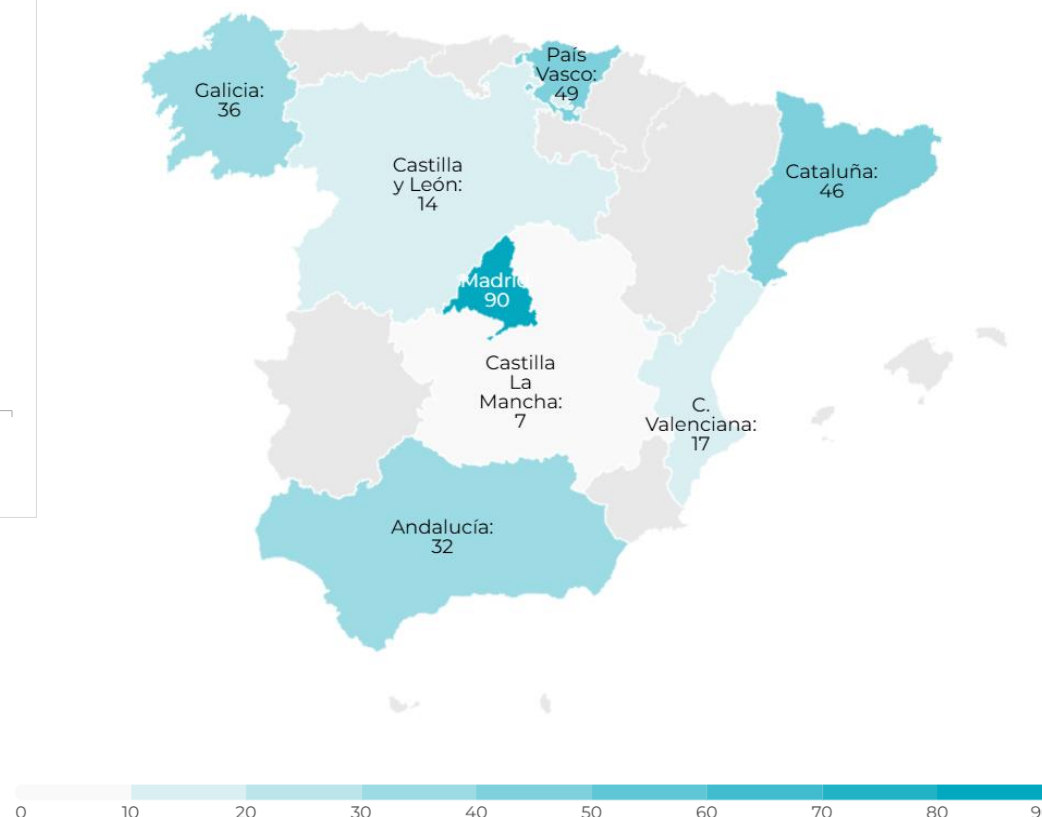 País
Vasco:
49
Galicia:
36
Castilla
y León:
14
Cataluña:
46
Madrid
90
Castilla
La
Mancha:
7
C.
Valenciana:
17
Andalucía:
32
0 10 20 30 40 50 60 70 80